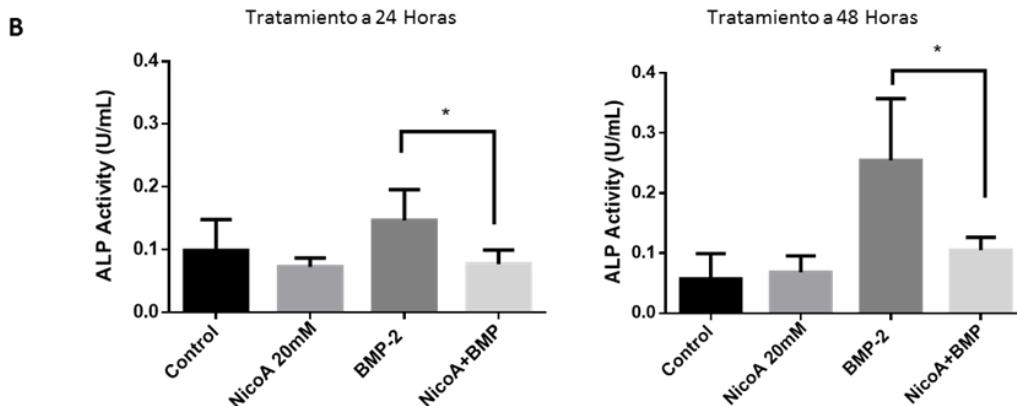 B
Tratamiento a 24 Horas
ALP Activity (U/mL)
0.4
0.3
0.2
0.1
0.0
*
Control
NicoA 20mM
BMP-2
NicoA+BMP
Tratamiento a 48 Horas
ALP Activity (U/mL)
0.4
0.3
0.2
0.1
0.0
*
Control
NicoA 20mM
BMP-2
NicoA+BMP